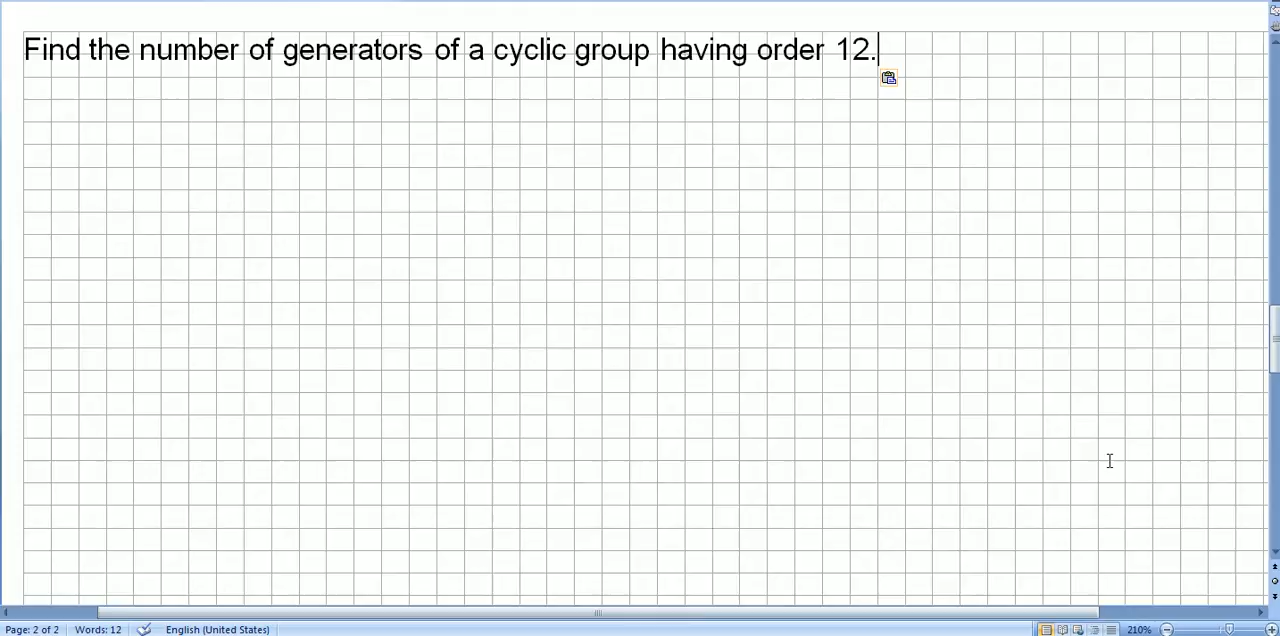 Find the number of generators of a cyclic group having order 12.
Page: 2 of 2 Words: 12 English (United States) 210%